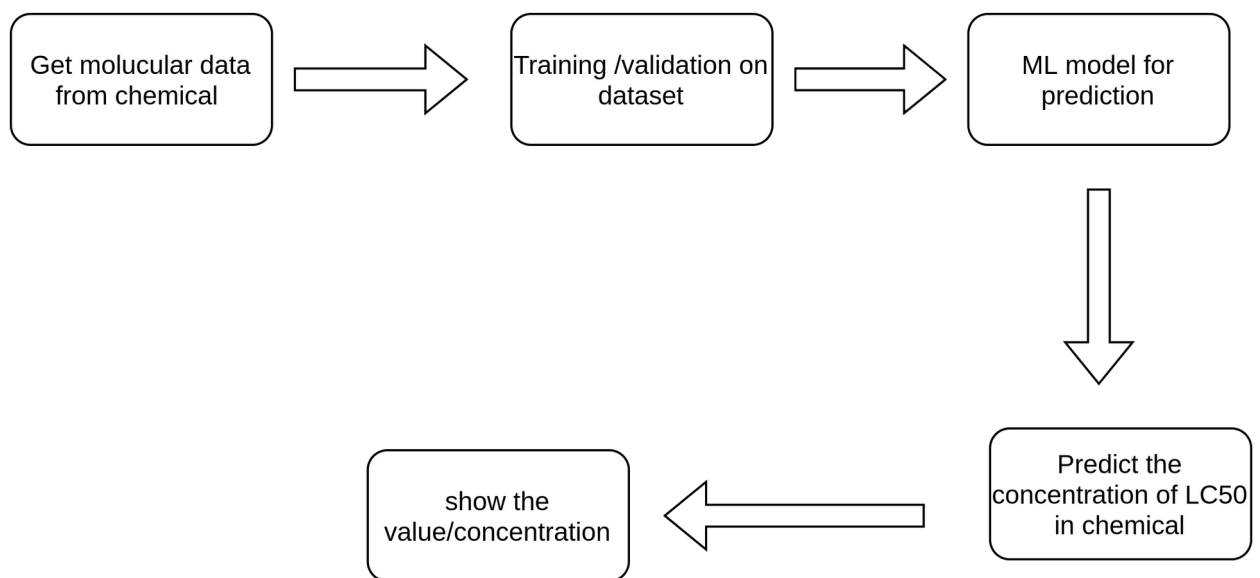 Get molucular data
from chemical
Training /validation on
dataset
ML model for
prediction
Predict the
concentration of LC50
in chemical
show the
value/concentration